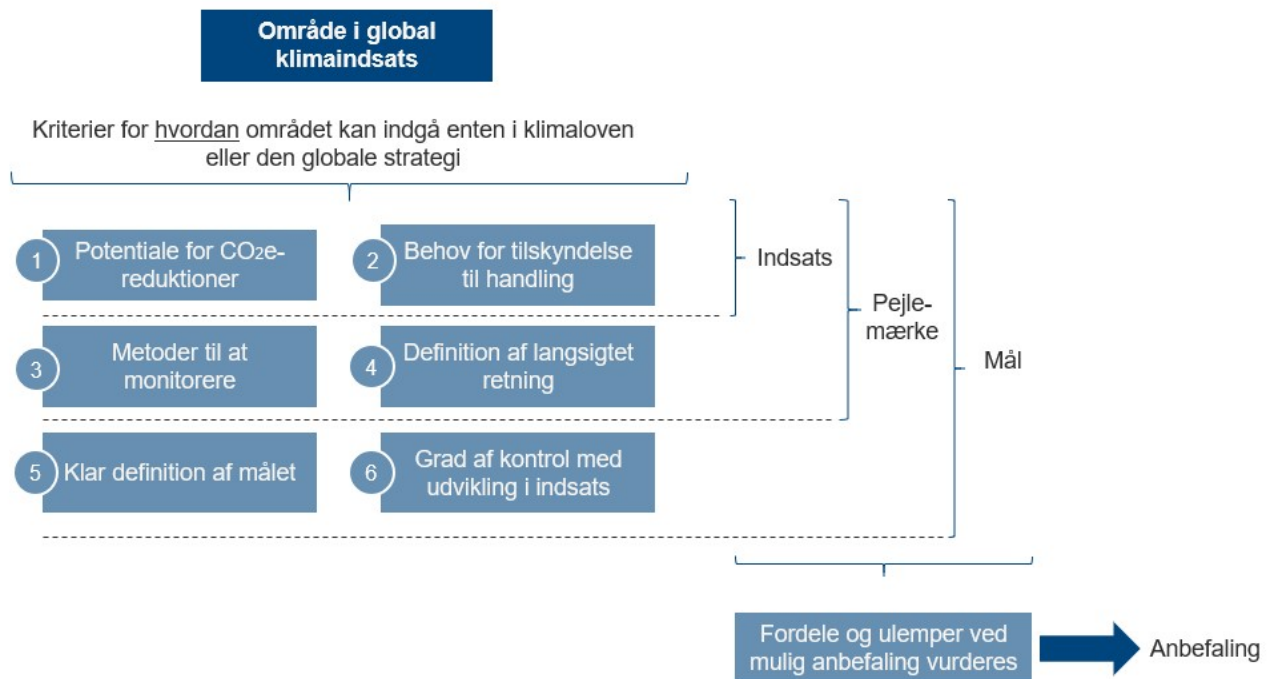 Område i global
klimaindsats
Kriterier for hvordan området kan indgå enten i klimaloven
eller den globale strategi
1
Potentiale for CO2e-
reduktioner
2
Behov for tilskyndelse
til handling
Indsats
3
Metoder til at
monitorere
4
Definition af langsigtet
retning
Pejle-
mærke
5
Klar definition af målet
6
Grad af kontrol med
udvikling i indsats
Mål
Fordele og ulemper ved
mulig anbefaling vurderes
Anbefaling